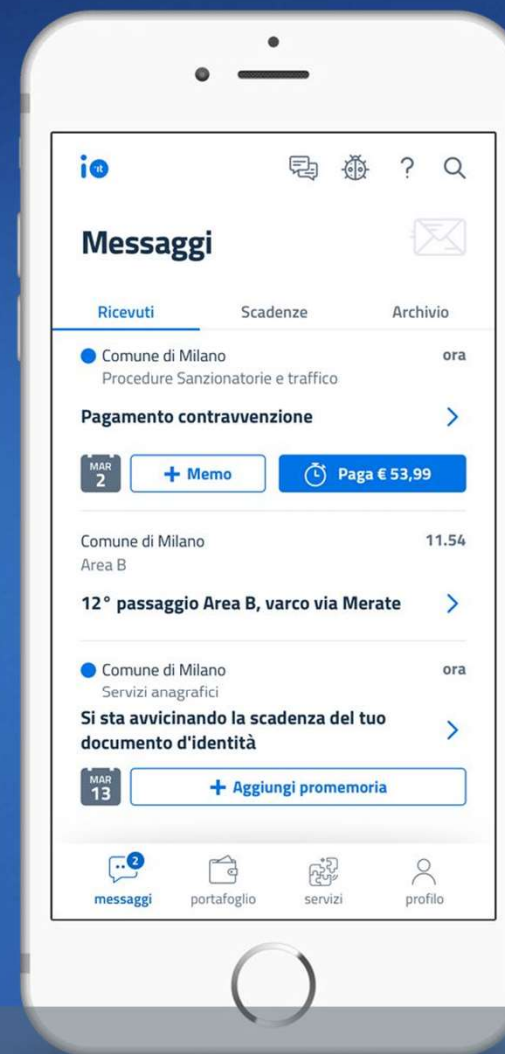 io
it
?
Messaggi
Ricevuti Scadenze Archivio
Comune di Milano ora
Procedure Sanzionatorie e traffico
Pagamento contravvenzione
MAR
2
+ Memo
Paga € 53,99
Comune di Milano 11.54
Area B
12° passaggio Area B, varco via Merate
Comune di Milano ora
Servizi anagrafici
Si sta avvicinando la scadenza del tuo
documento d'identità
MAR
13
+ Aggiungi promemoria
2
messaggi portafoglio servizi profilo